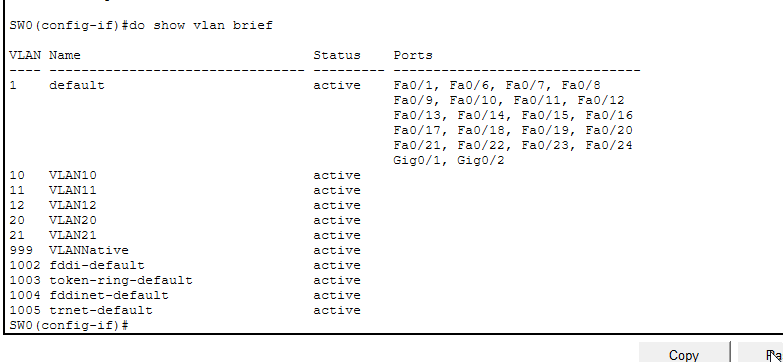 SW0(config-if)#do show vlan brief
VLAN Name                             Status    Ports
---- -------------------------------- --------- -------------------------------
1    default                          active    Fa0/1, Fa0/6, Fa0/7, Fa0/8
                                                Fa0/9, Fa0/10, Fa0/11, Fa0/12
                                                Fa0/13, Fa0/14, Fa0/15, Fa0/16
                                                Fa0/17, Fa0/18, Fa0/19, Fa0/20
                                                Fa0/21, Fa0/22, Fa0/23, Fa0/24
                                                Gig0/1, Gig0/2
10   VLAN10                           active
11   VLAN11                           active
12   VLAN12                           active
20   VLAN20                           active
21   VLAN21                           active
999  VLANNative                       active
1002 fddi-default                     active
1003 token-ring-default               active
1004 fddinet-default                  active
1005 trnet-default                    active
SW0(config-if)#
Copy